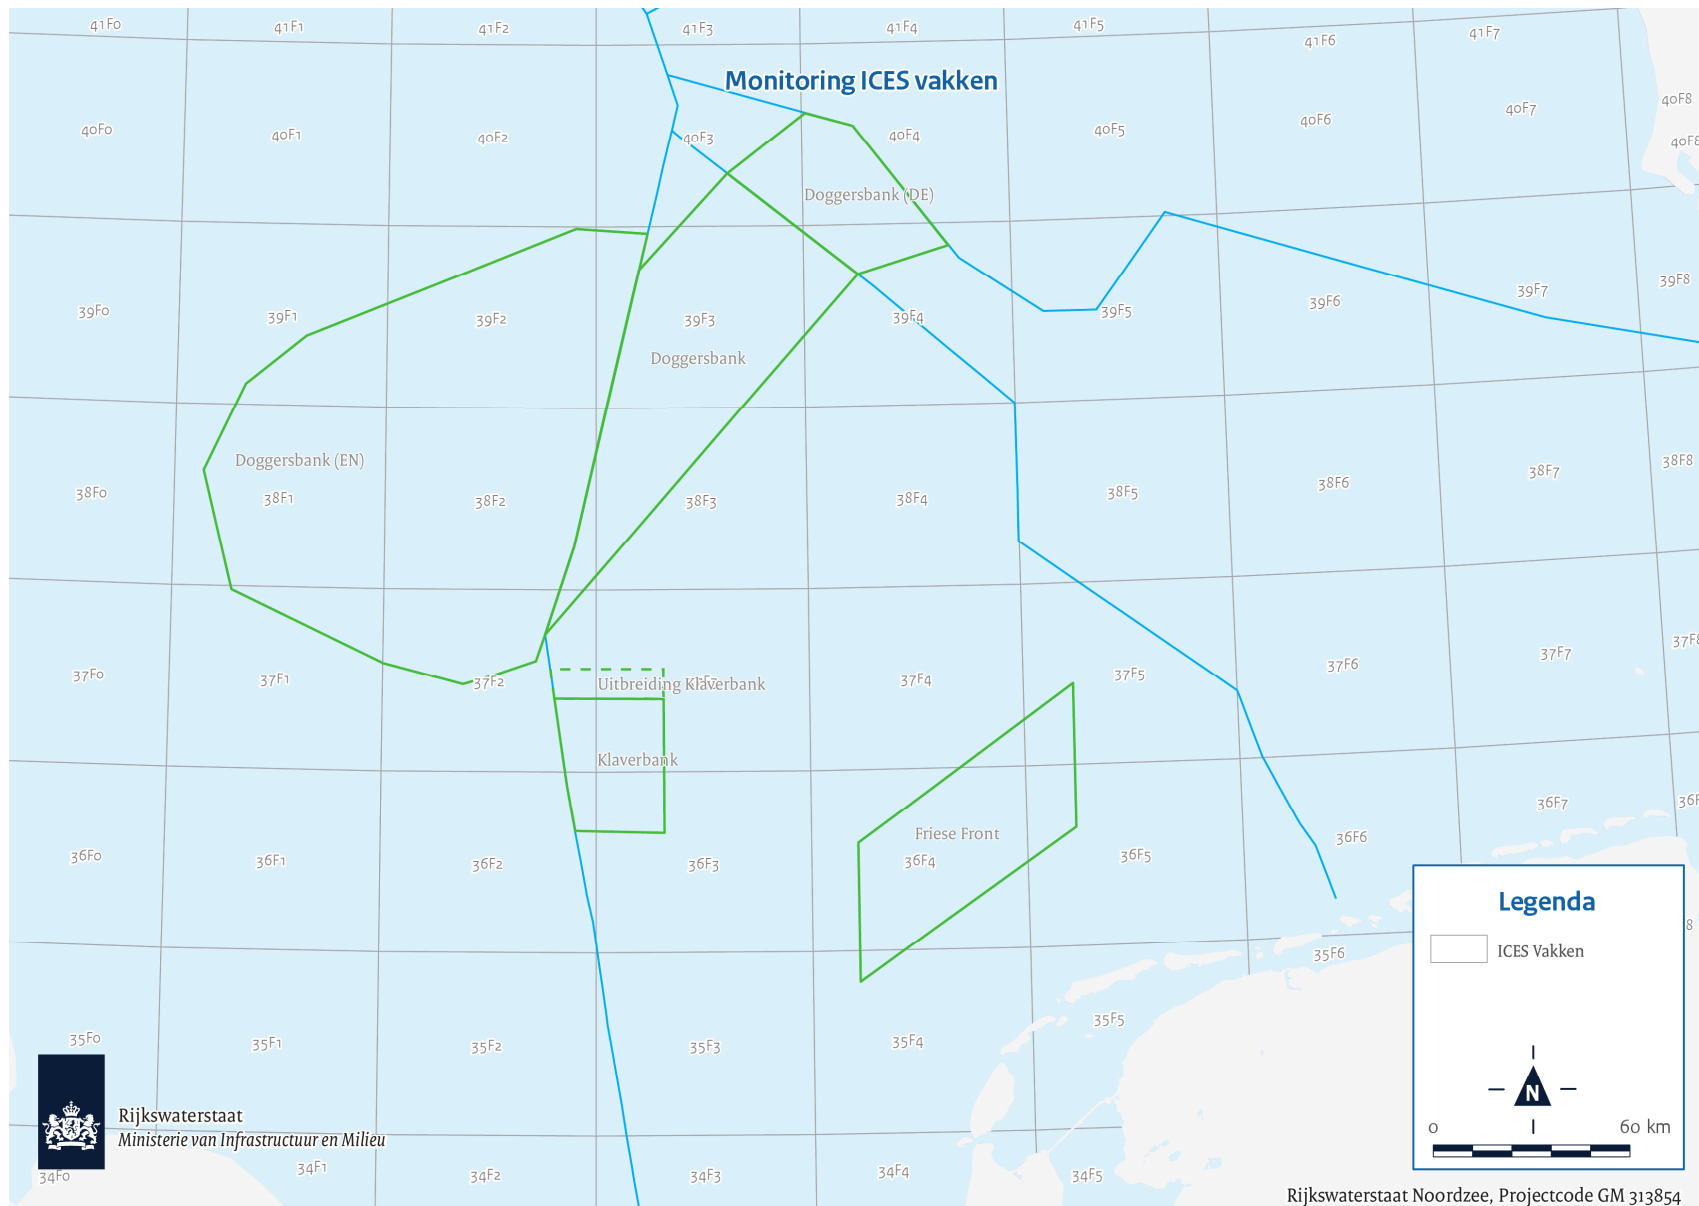 41F0 41F1 41F2 41F3 41F4 41F5 41F6 41F7
Monitoring ICES vakken
40F0 40F1 40F2 40F3 40F4 40F5 40F6 40F7 40F8
40F8
Doggersbank (DE)
39F0 39F1 39F2 39F3 39F4 39F5 39F6 39F7 39F8
Doggersbank
Doggersbank (EN)
38F0 38F1 38F2 38F3 38F4 38F5 38F6 38F7 38F8
37F0 37F1 37F2 37F4 37F5 37F6 37F7 37F8
Uitbreiding Klaverbank
Klaverbank
Friese Front
36F0 36F1 36F2 36F3 36F4 36F5 36F6 36F7 36F
Legenda
ICES Vakken
8
35F0 35F1 35F2 35F3 35F4 35F5 35F6
N
0 60 km
Rijkswaterstaat
Ministerie van Infrastructuur en Milieu
34F0 34F1 34F2 34F3 34F4 34F5
Rijkswaterstaat Noordzee, Projectcode GM 313854